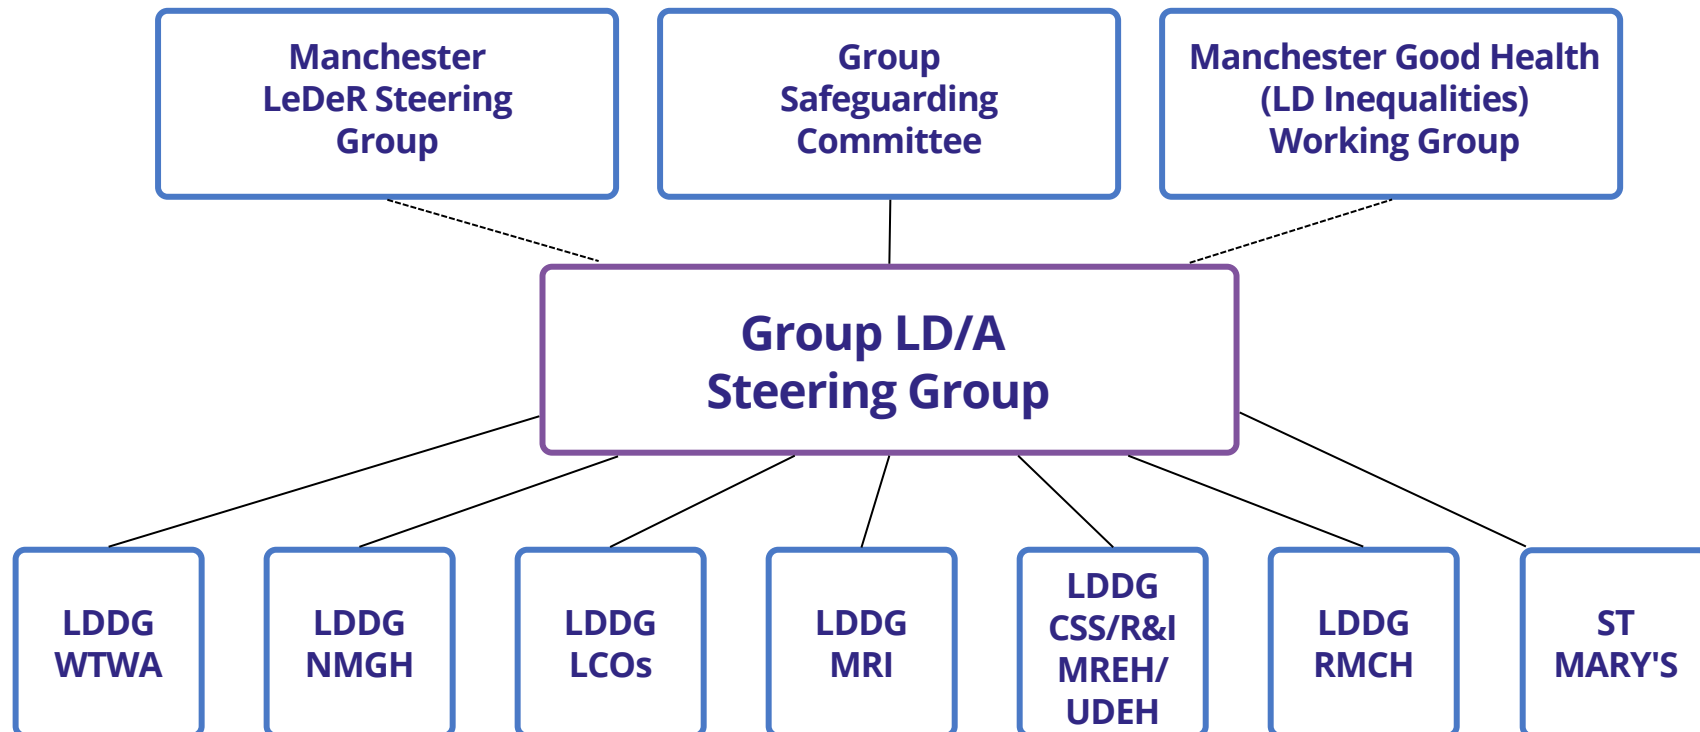 Manchester
LeDeR Steering
Group
Group
Safeguarding
Committee
Manchester Good Health
(LD Inequalities)
Working Group
Group LD/A
Steering Group
LDDG
WTWA
LDDG
NMGH
LDDG
LCOs
LDDG
MRI
LDDG
CSS/R&I
MREH/
UDEH
LDDG
RMCH
ST
MARY'S